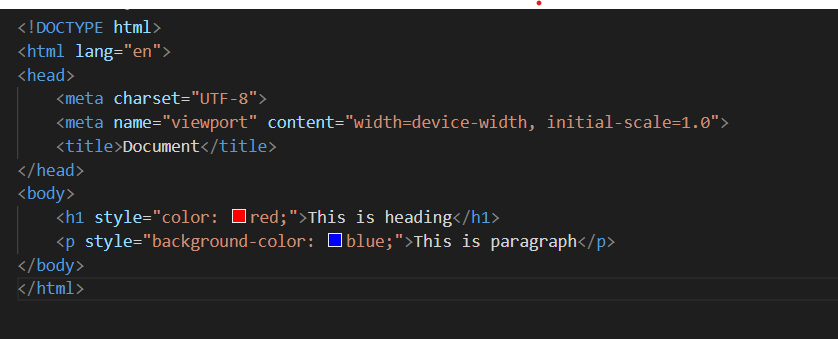 <!DOCTYPE html>
<html lang="en">
<head>
    <meta charset="UTF-8">
    <meta name="viewport" content="width=device-width, initial-scale=1.0">
    <title>Document</title>
</head>
<body>
    <h1 style="color: red;">This is heading</h1>
    <p style="background-color: blue;">This is paragraph</p>
</body>
</html>